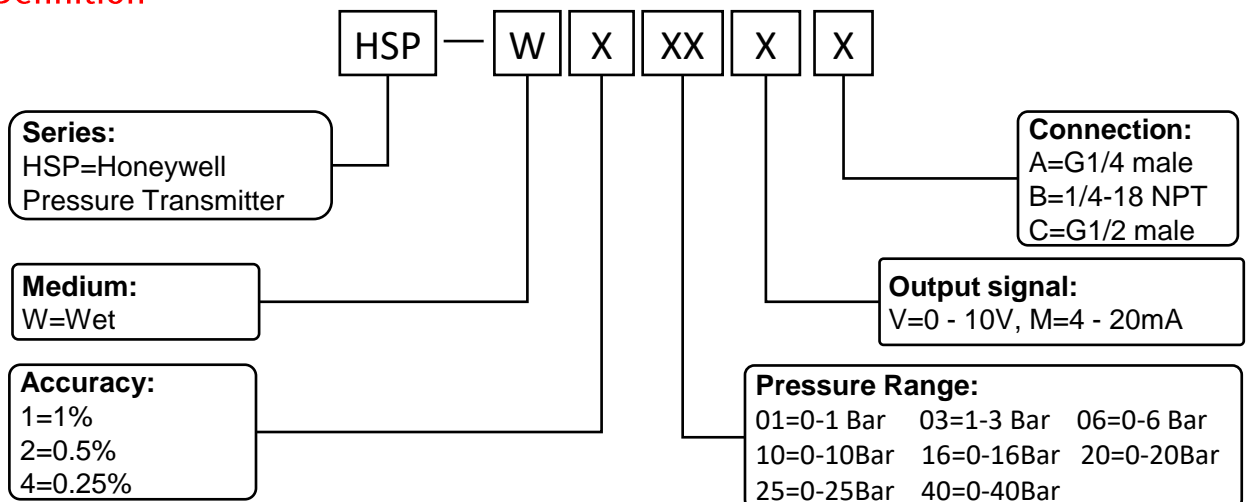 Definition
HSP — W X XX X X
Series:
HSP=Honeywell
Pressure Transmitter
Connection:
A=G1/4 male
B=1/4-18 NPT
C=G1/2 male
Medium:
W=Wet
Output signal:
V=0 - 10V, M=4 - 20mA
Accuracy:
1=1%
2=0.5%
4=0.25%
Pressure Range:
01=0-1 Bar 03=1-3 Bar 06=0-6 Bar
10=0-10Bar 16=0-16Bar 20=0-20Bar
25=0-25Bar 40=0-40Bar